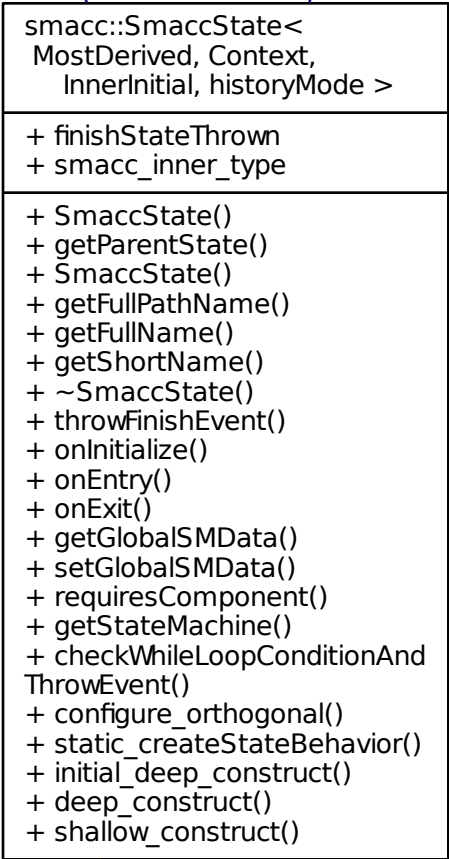 smacc::SmaccState<
MostDerived, Context,
InnerInitial, historyMode >
+ finishStateThrown
+ smacc_inner_type
+ SmaccState()
+ getParentState()
+ SmaccState()
+ getFullPathName()
+ getFullName()
+ getShortName()
+ ~SmaccState()
+ throwFinishEvent()
+ onInitialize()
+ onEntry()
+ onExit()
+ getGlobalSMData()
+ setGlobalSMData()
+ requiresComponent()
+ getStateMachine()
+ checkWhileLoopConditionAnd
ThrowEvent()
+ configure_orthogonal()
+ static_createStateBehavior()
+ initial_deep_construct()
+ deep_construct()
+ shallow_construct()